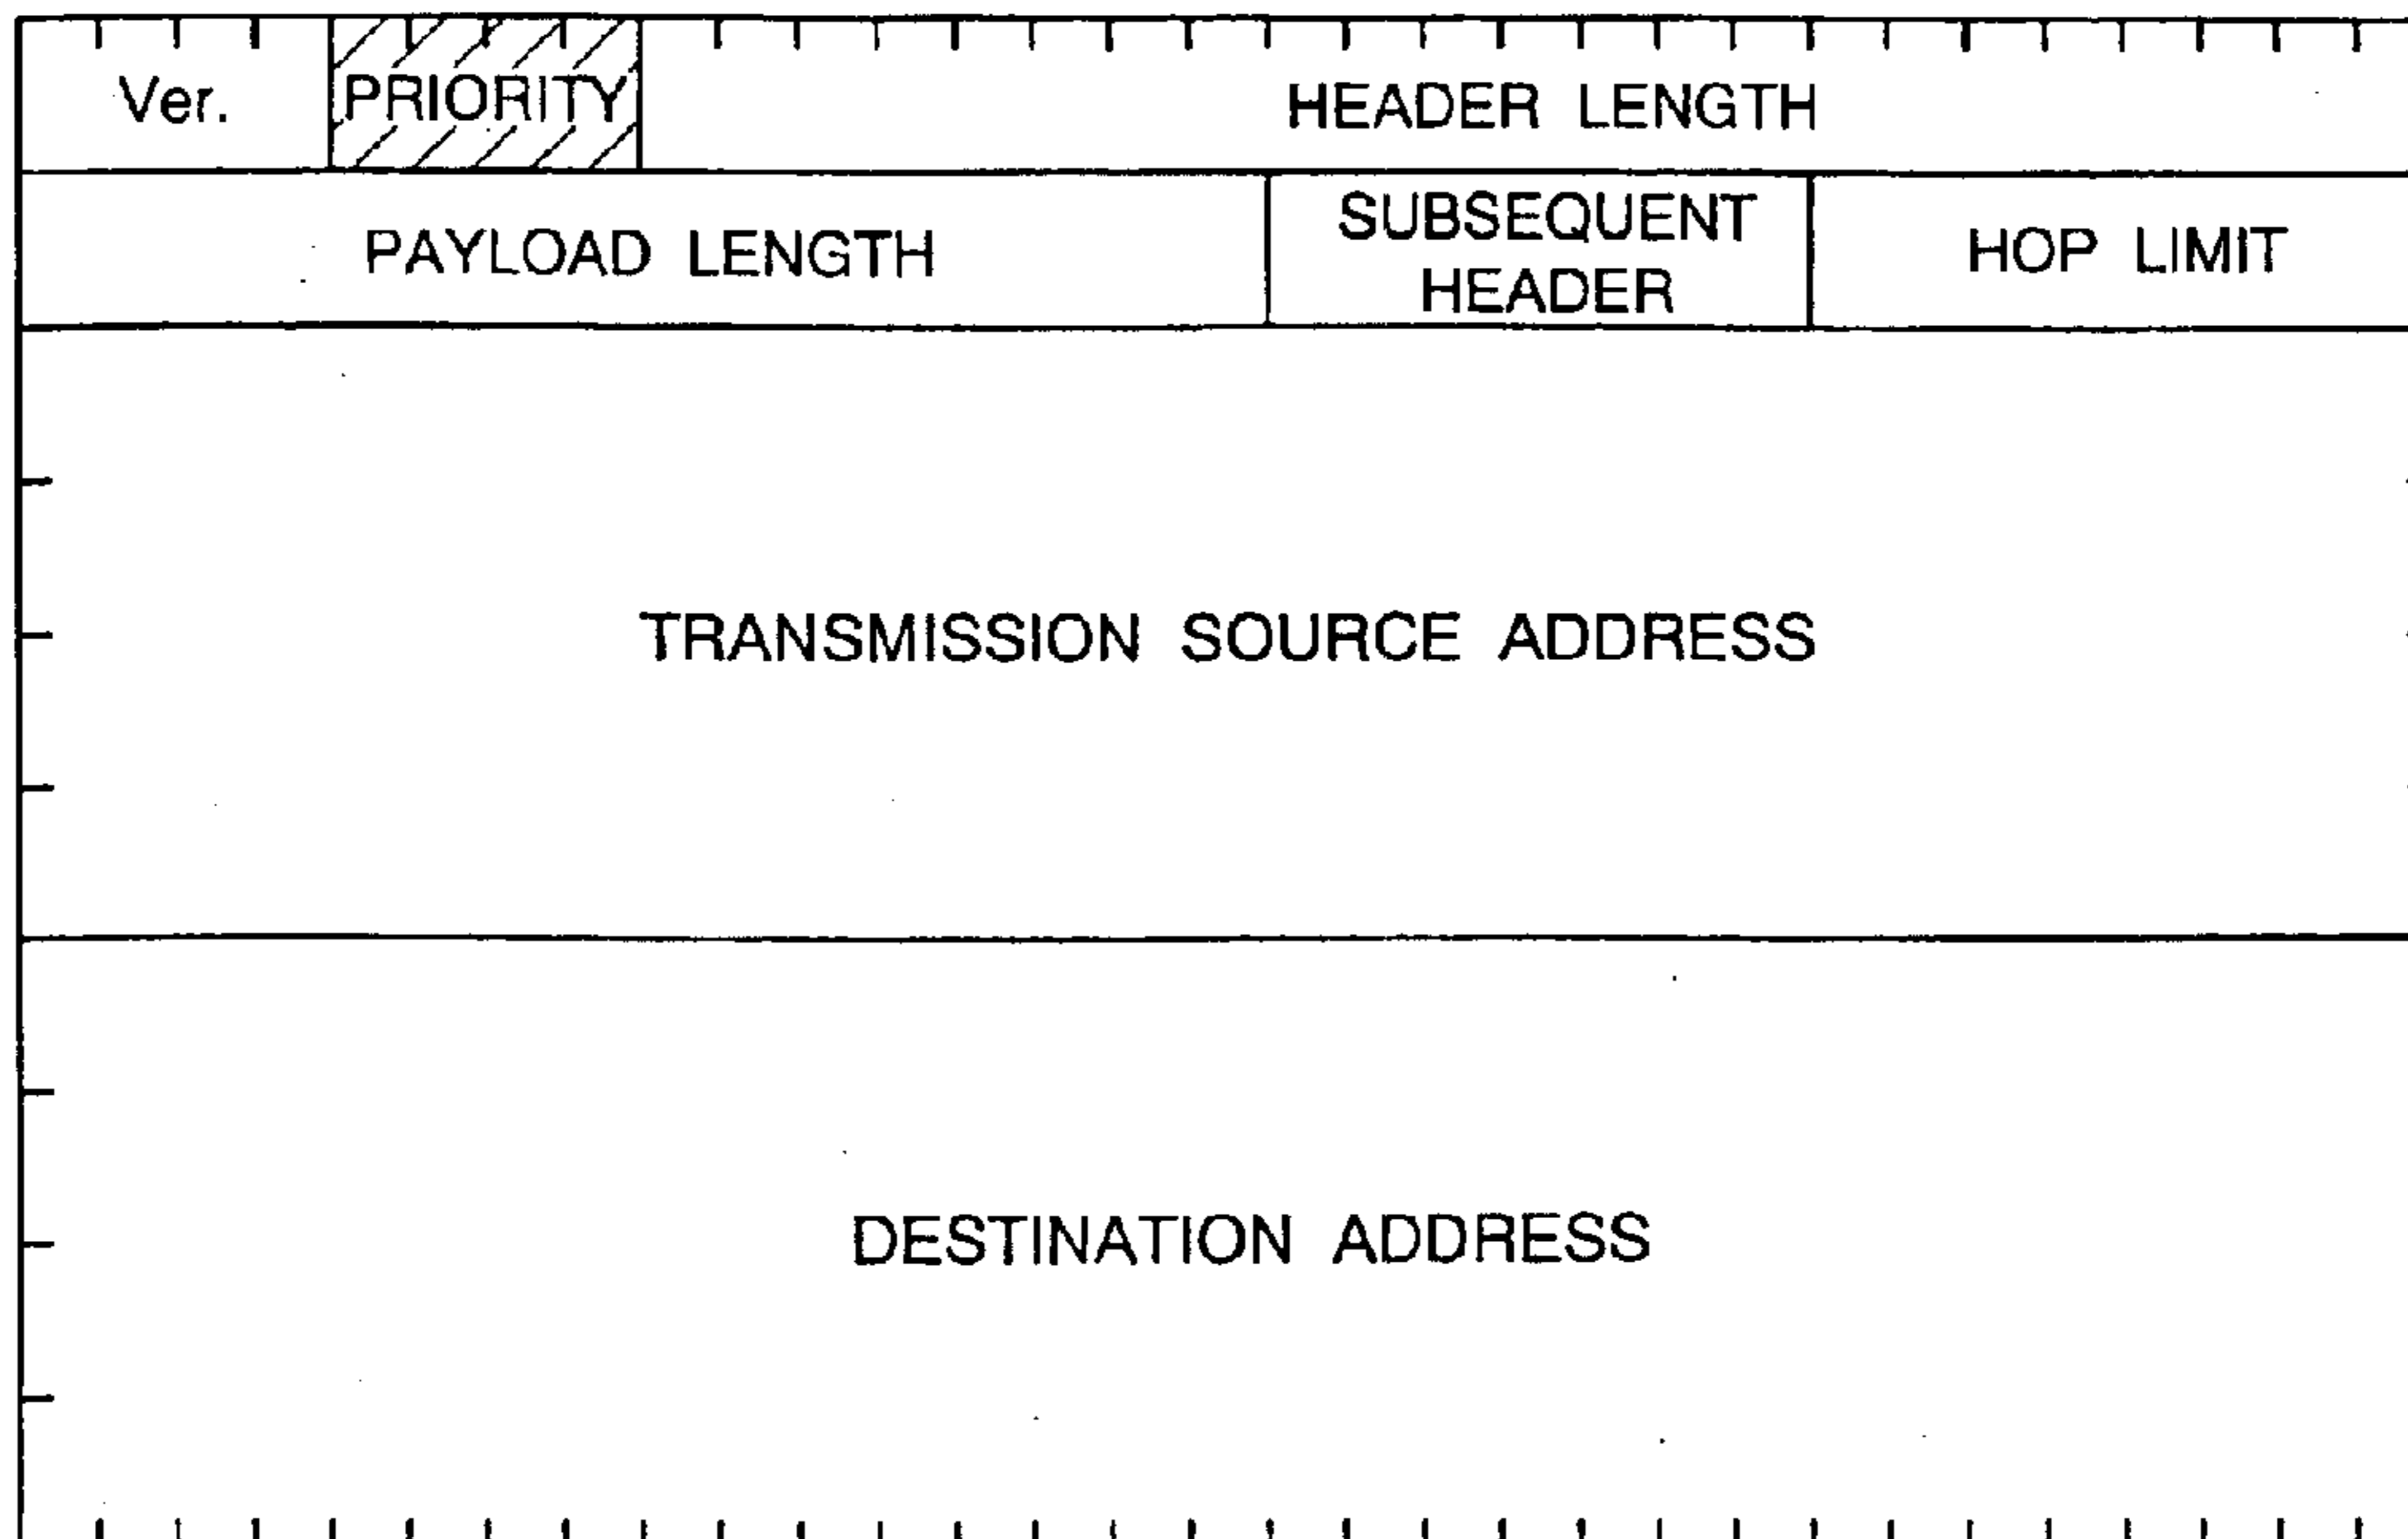 Ver.
PRIORITY
HEADER LENGTH
PAYLOAD LENGTH
SUBSEQUENT
HEADER
HOP LIMIT
TRANSMISSION SOURCE ADDRESS
DESTINATION ADDRESS